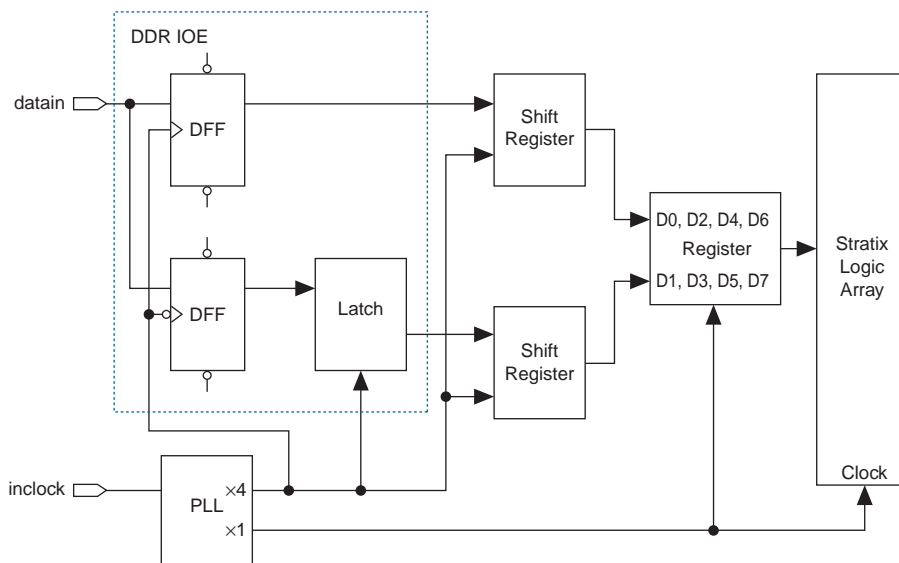 DDR IOE
datain
DFF
Shift
Register
D0, D2, D4, D6
Register
D1, D3, D5, D7
Stratix
Logic
Array
DFF
Latch
Shift
Register
inclock
PLL
×4
×1
Clock